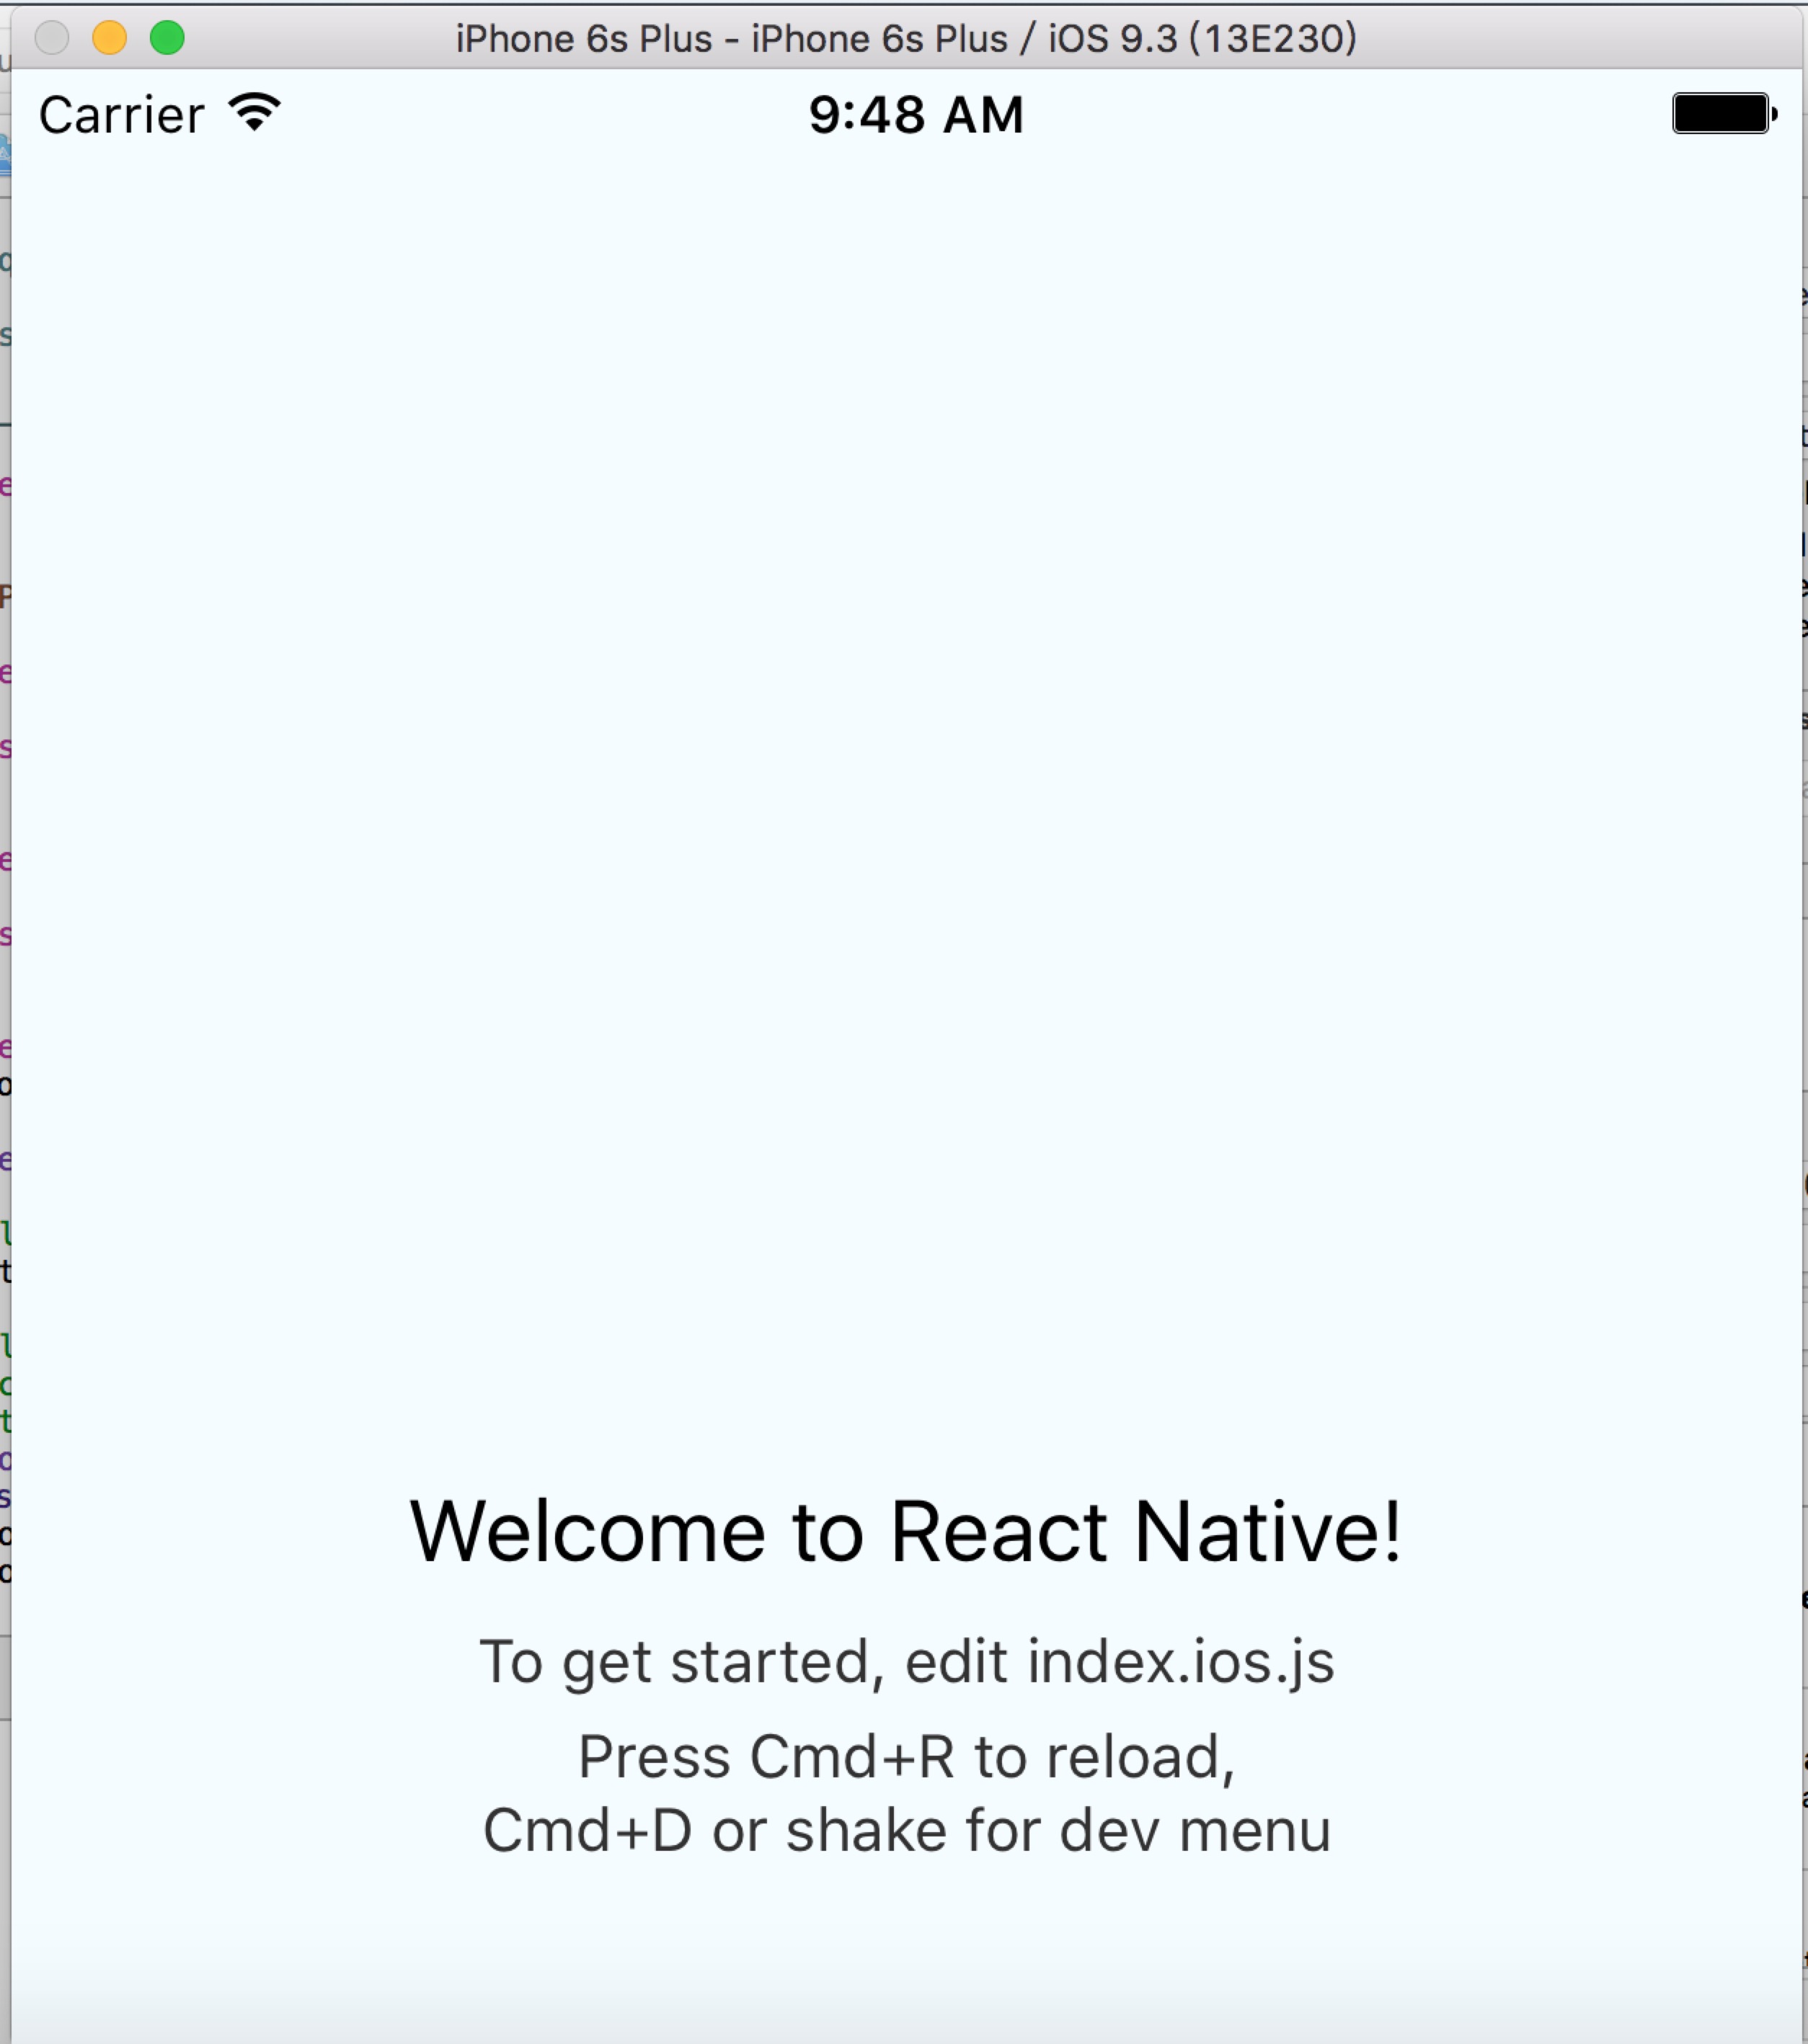 iPhone 6s Plus - iPhone 6s Plus / iOS 9.3 (13E230)
Carrier 9:48 AM
Welcome to React Native!
To get started, edit index.ios.js
Press Cmd+R to reload,
Cmd+D or shake for dev menu